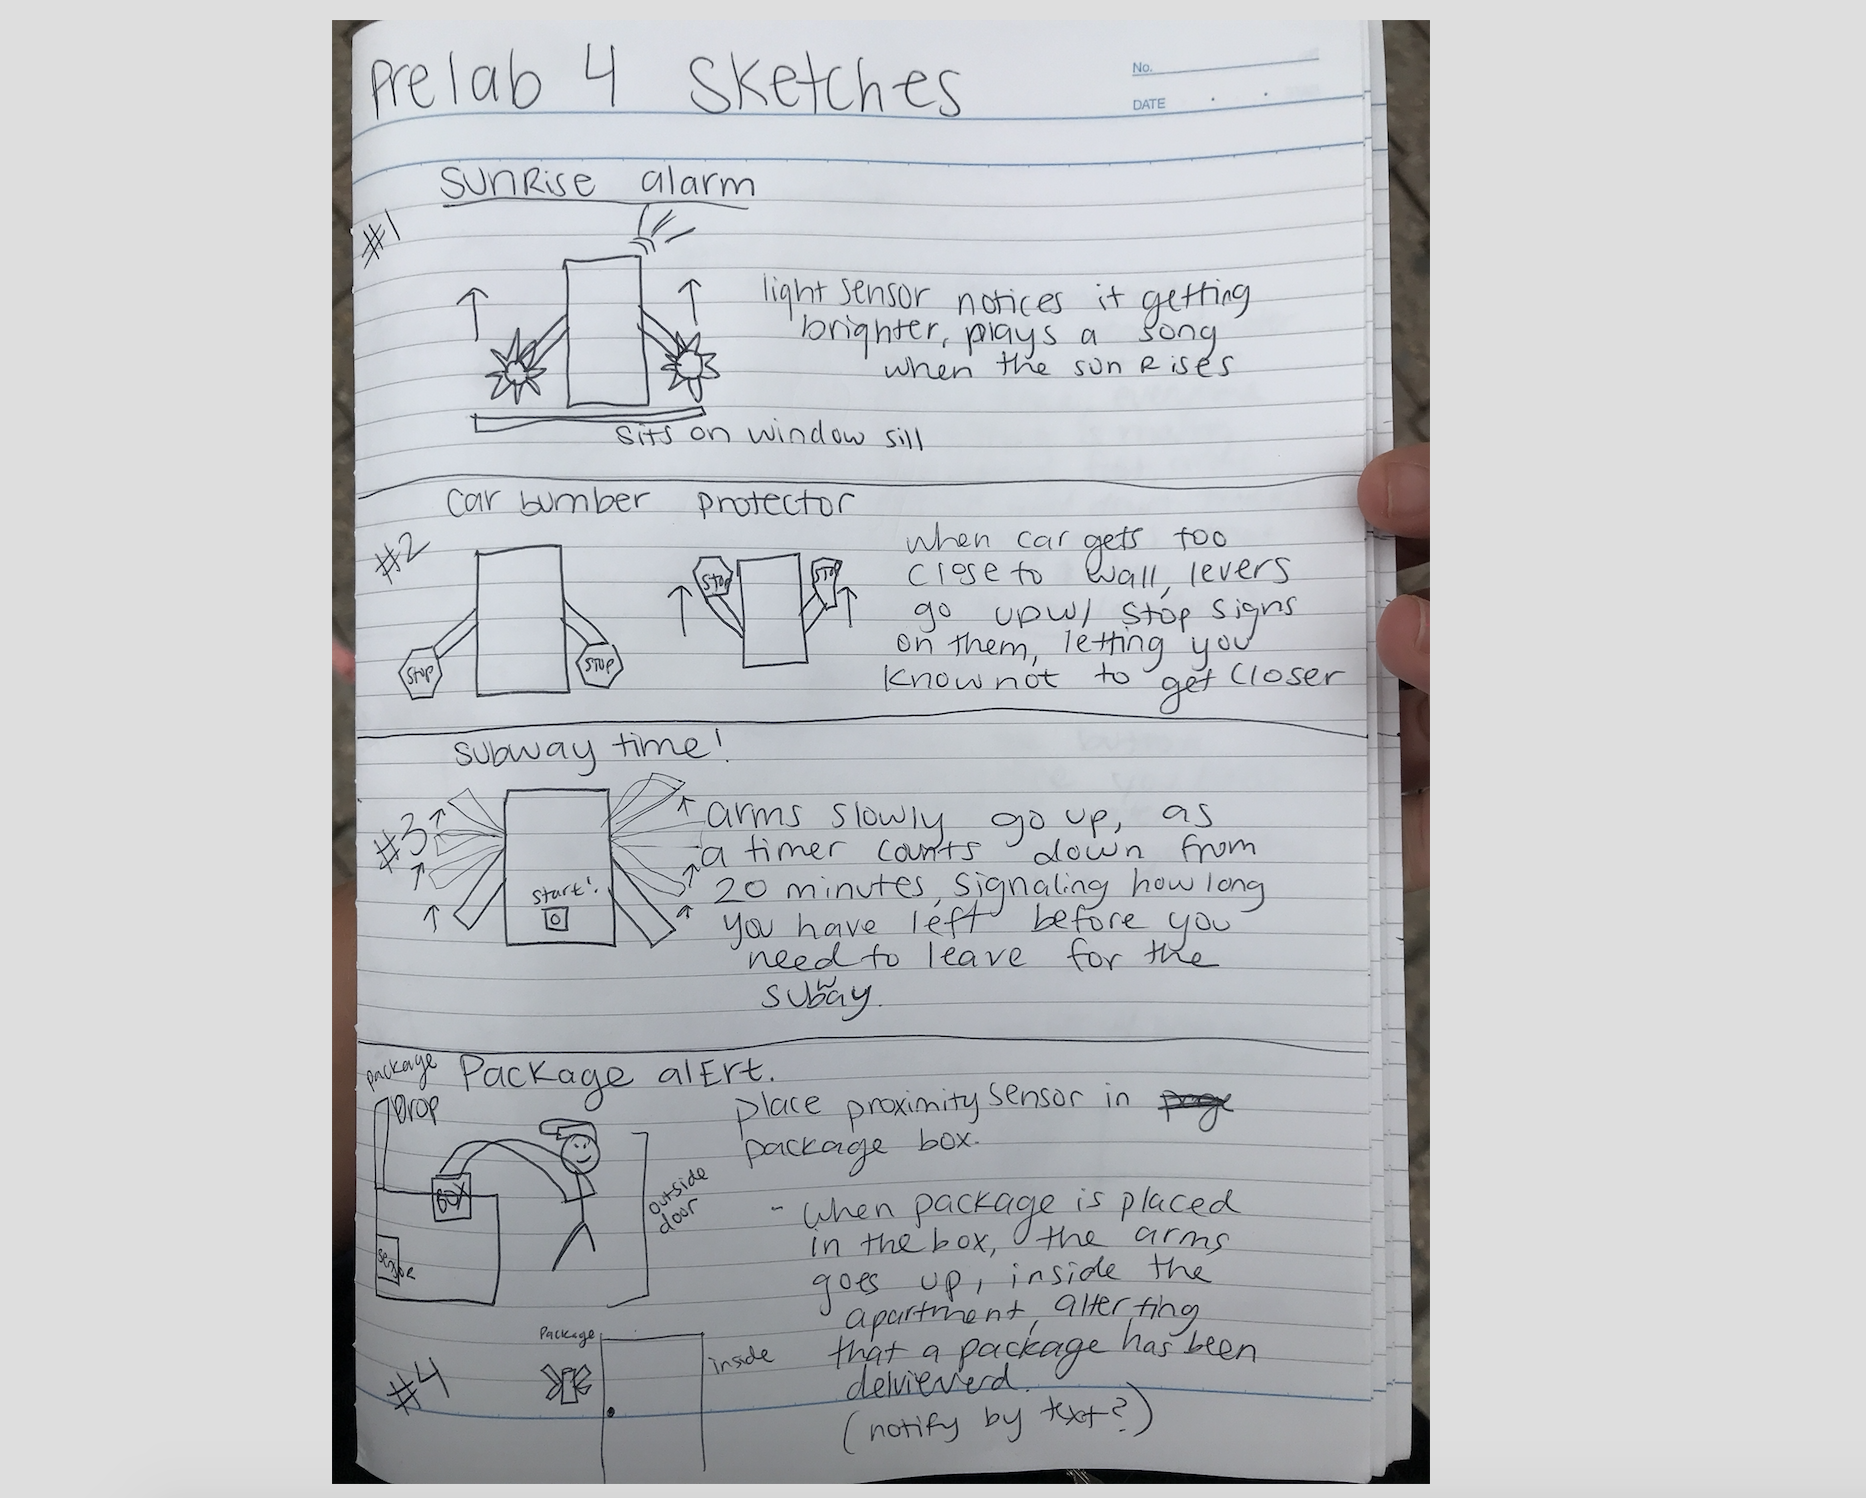 Prelab 4 Sketches
No.
DATE
Sunrise alarm
#1
light sensor notices it getting
brighter, plays a song
when the sun Rises
sits on window sill
car bumber protector
#2
when car gets too
close to wall, levers
go up w/ stop signs
on them, letting you
know not to get closer
STOP
STOP
STOP
STOP
subway time!
#3
arms slowly go up, as
a timer counts down from
20 minutes, signaling how long
you have left before you
need to leave for the
subway.
start!
package
Drop
Package alErt.
place proximity sensor in
package box.
BOX
sensor
outside
door
- when package is placed
in the box, the arms
goes up, inside the
apartment, alterting
that a package has been
delvieverd.
(notify by text?)
Package
inside
#4